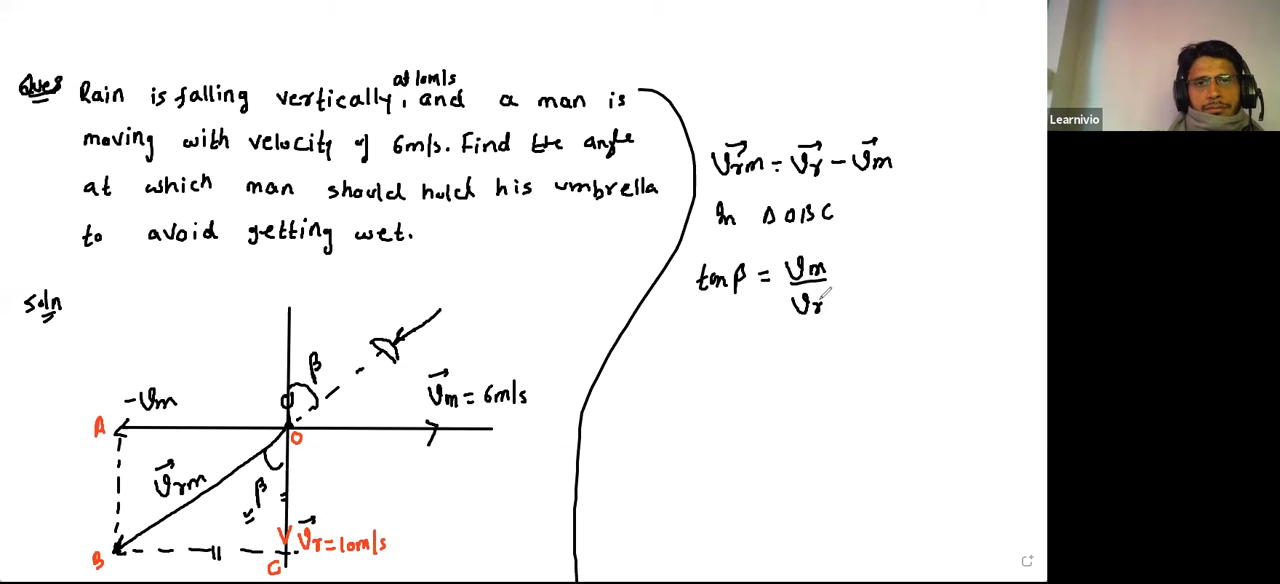 Ques Rain is falling vertically, at 10m/s and a man is
moving with velocity of 6m/s. Find the angle
at which man should hold his umbrella
to avoid getting wet.
Soln
β
-vm
vm = 6m/s
A
O
vrm
β
vr = 10m/s
B
C
vrm = vr - vm
In Δ OBC
tan β = vm
vr
Learnivio